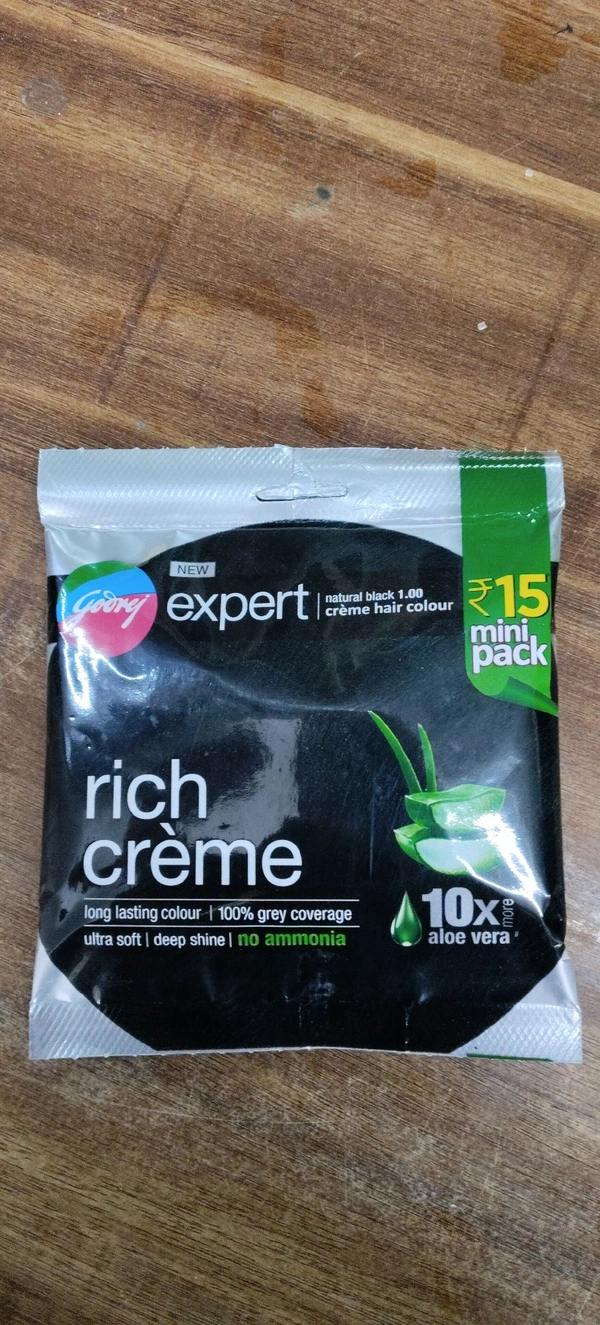 NEW
Godrej
expert
natural black 1.00
crème hair colour
₹15
mini
pack
rich
crème
long lasting colour | 100% grey coverage
ultra soft | deep shine | no ammonia
10x more
aloe vera#